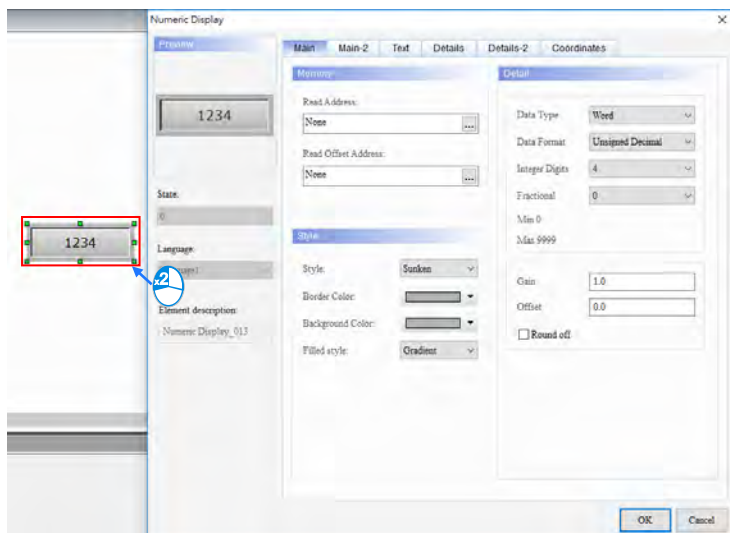 Numeric Display
Preview
1234
State:
0
Language:
Language1
Element description:
Numeric Display_013
Main Main-2 Text Details Details-2 Coordinates
Memory
Read Address:
None
...
Read Offset Address:
None
...
Style
Style: Sunken
Border Color:
Background Color:
Filled style: Gradient
Detail
Data Type Word
Data Format Unsigned Decimal
Integer Digits 4
Fractional 0
Min 0
Max 9999
Gain 1.0
Offset 0.0
Round off
OK Cancel
1234
x2